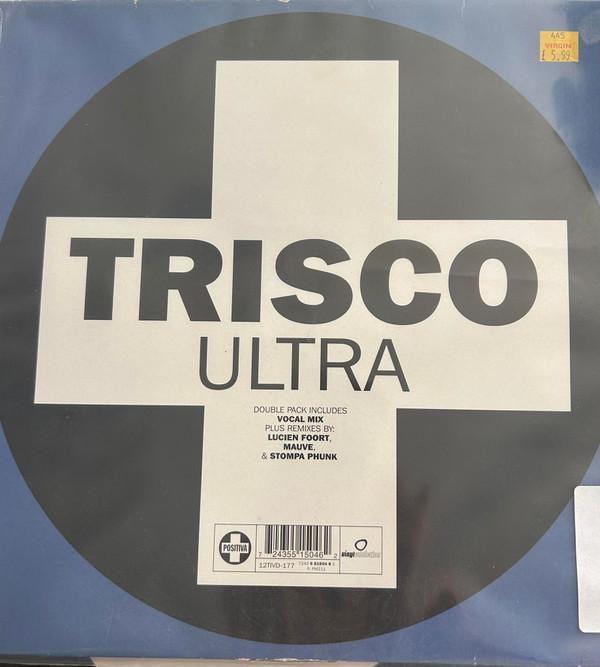 445
VIRGIN
£ 5.99
TRISCO
ULTRA
DOUBLE PACK INCLUDES
VOCAL MIX
PLUS REMIXES BY:
LUCIEN FOORT,
MAUVE,
& STOMPA PHUNK
POSITIVA
7 24355 15046 2
12TIVD-177